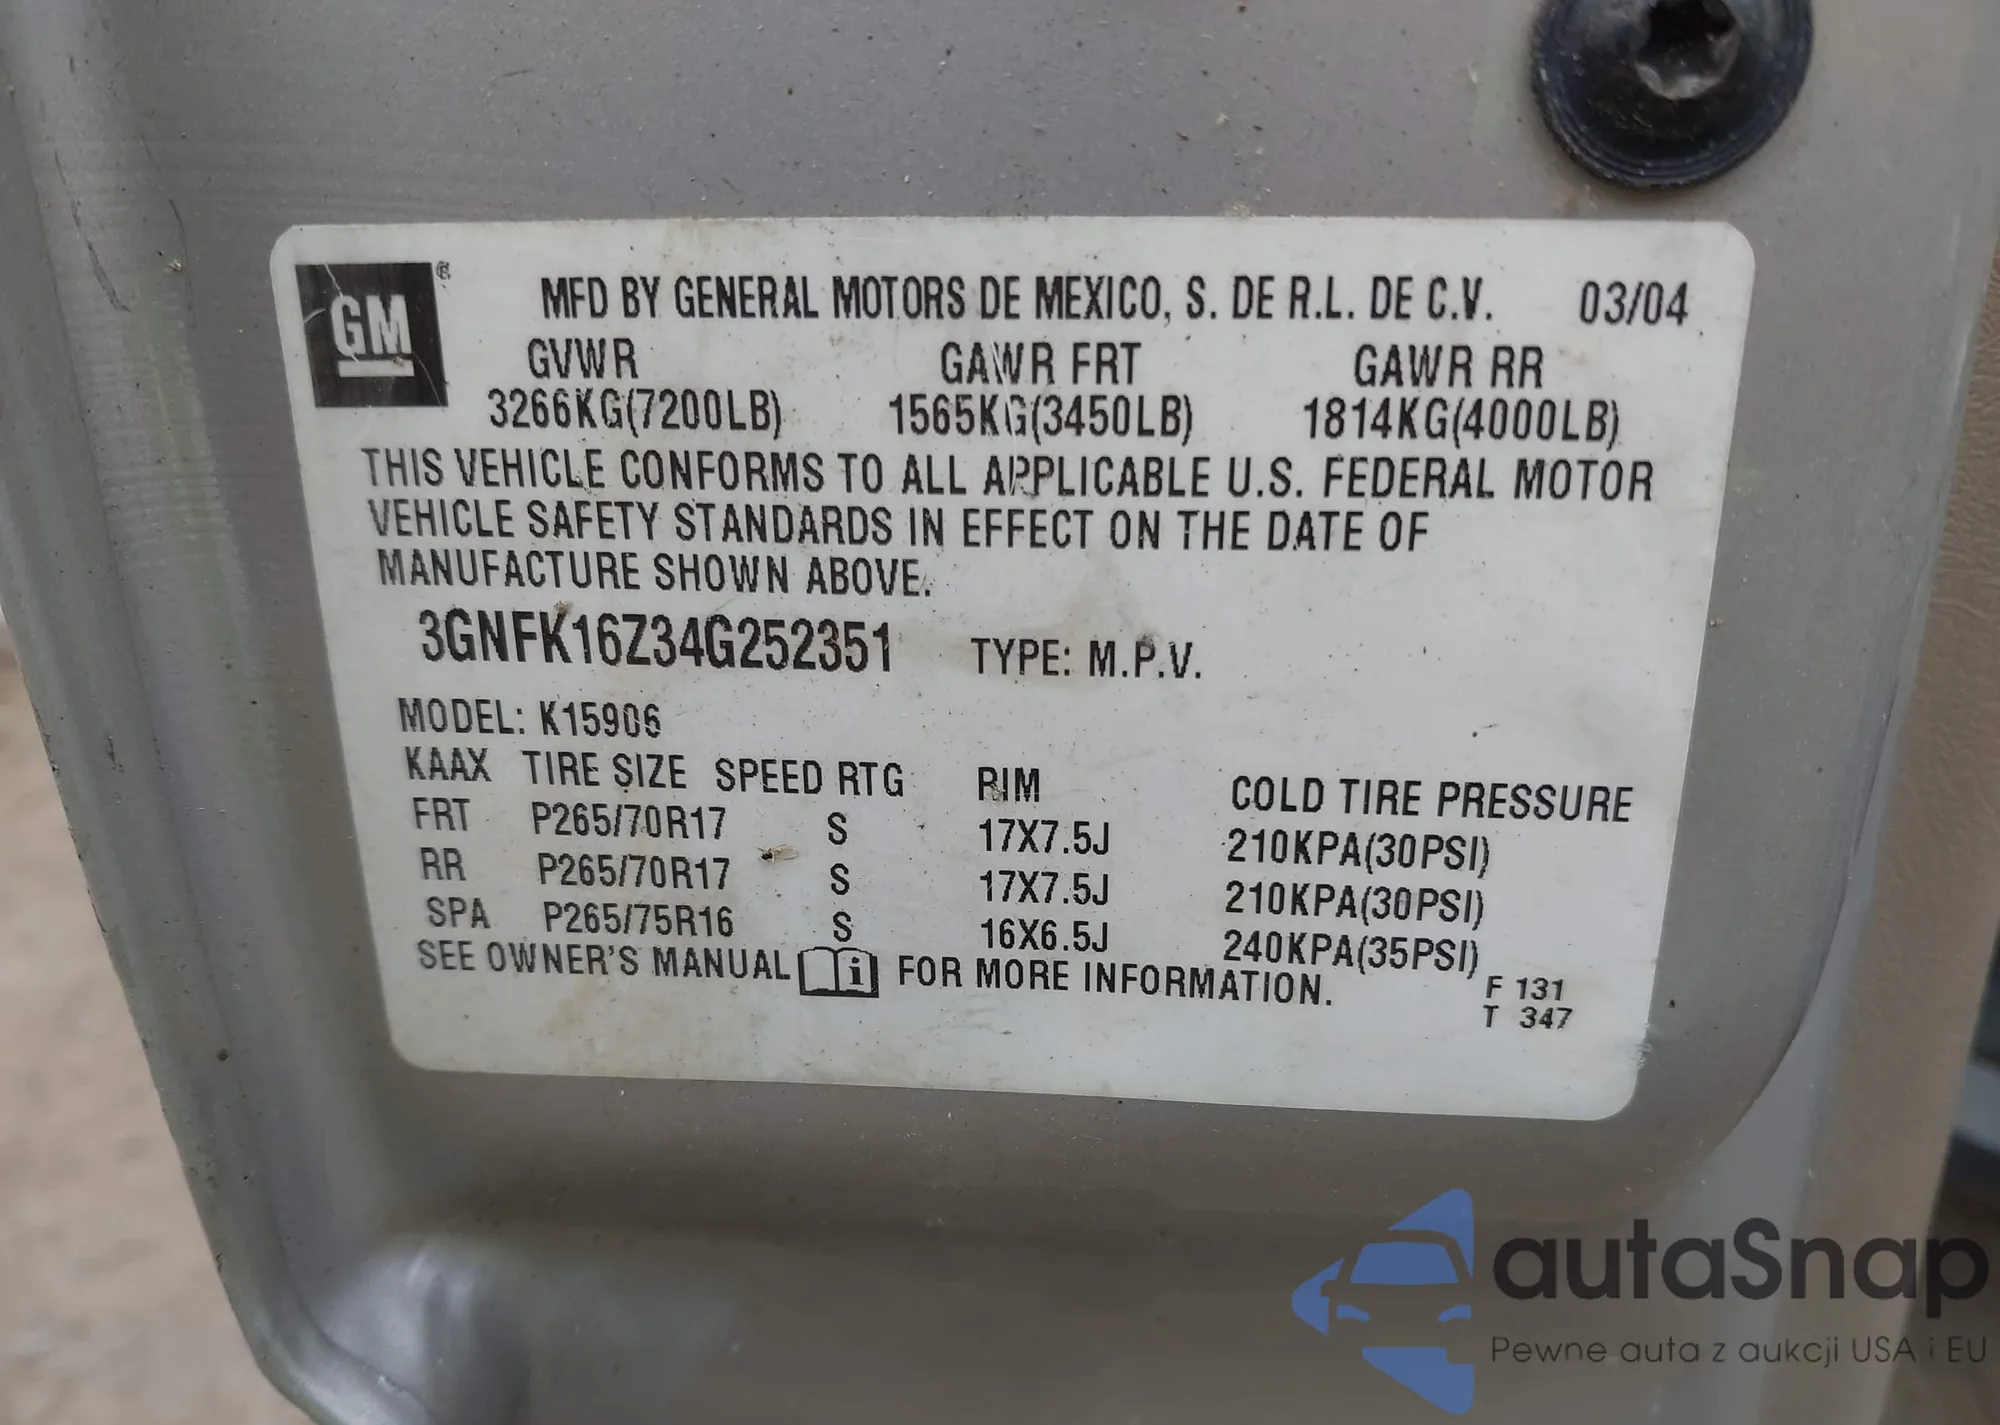 GM ®
MFD BY GENERAL MOTORS DE MEXICO, S. DE R.L. DE C.V. 03/04
GVWR GAWR FRT GAWR RR
3266KG(7200LB) 1565KG(3450LB) 1814KG(4000LB)
THIS VEHICLE CONFORMS TO ALL APPLICABLE U.S. FEDERAL MOTOR
VEHICLE SAFETY STANDARDS IN EFFECT ON THE DATE OF
MANUFACTURE SHOWN ABOVE.
3GNFK16Z34G252351 TYPE: M.P.V.
MODEL: K15906
KAAX TIRE SIZE SPEED RTG RIM COLD TIRE PRESSURE
FRT P265/70R17 S 17X7.5J 210KPA(30PSI)
RR P265/70R17 S 17X7.5J 210KPA(30PSI)
SPA P265/75R16 S 16X6.5J 240KPA(35PSI)
SEE OWNER'S MANUAL i FOR MORE INFORMATION.
F 131
T 347
autaSnap
Pewne auta z aukcji USA i EU